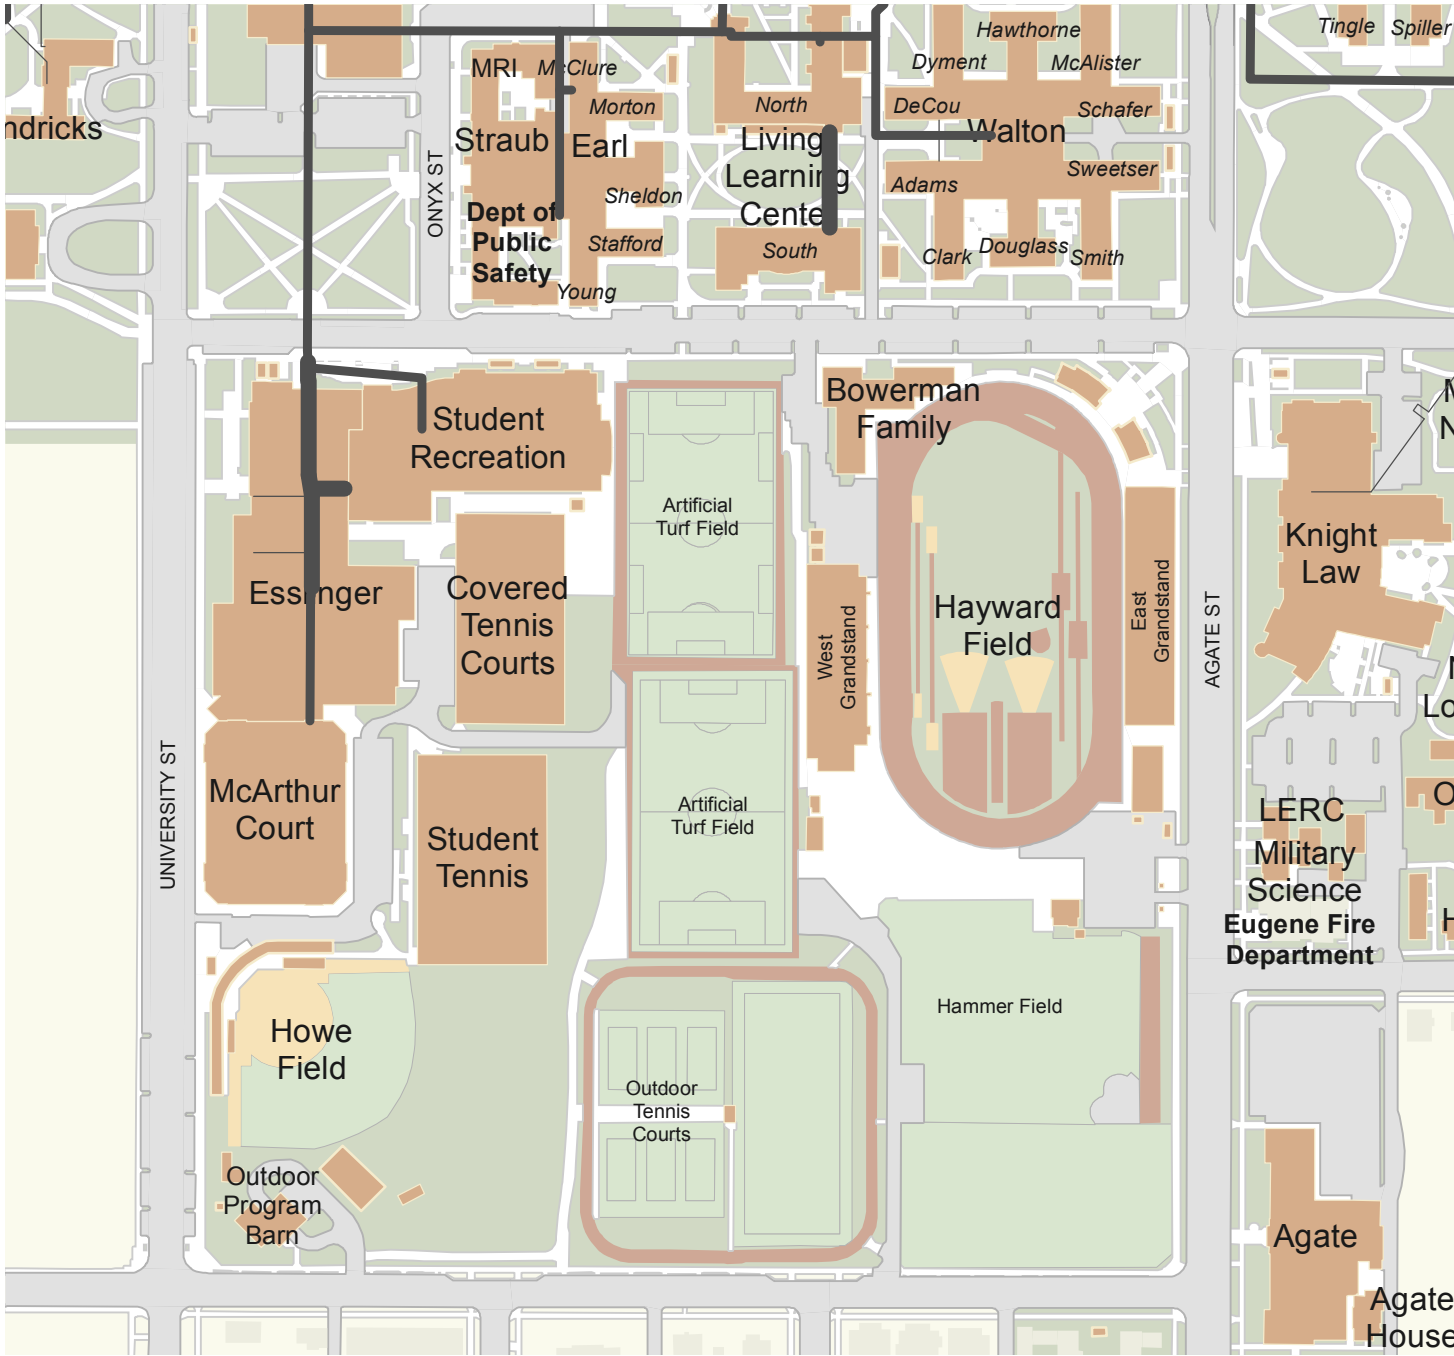 Tingle
Spiller
Hawthorne
Dyment
McAlister
MRI
McClure
Morton
North
DeCou
Schafer
ndricks
Straub
Earl
Living
Learning
Center
Walton
Adams
Sweetser
Sheldon
ONYX ST
Dept of
Public
Safety
Stafford
South
Clark
Douglass
Smith
Young
Student
Recreation
Bowerman
Family
Artificial
Turf Field
Knight
Law
Essinger
Covered
Tennis
Courts
West
Grandstand
Hayward
Field
East
Grandstand
AGATE ST
Lo
UNIVERSITY ST
McArthur
Court
Student
Tennis
Artificial
Turf Field
LERC
Military
Science
Eugene Fire
Department
Howe
Field
Hammer Field
Outdoor
Tennis
Courts
Outdoor
Program
Barn
Agate
Agate
House